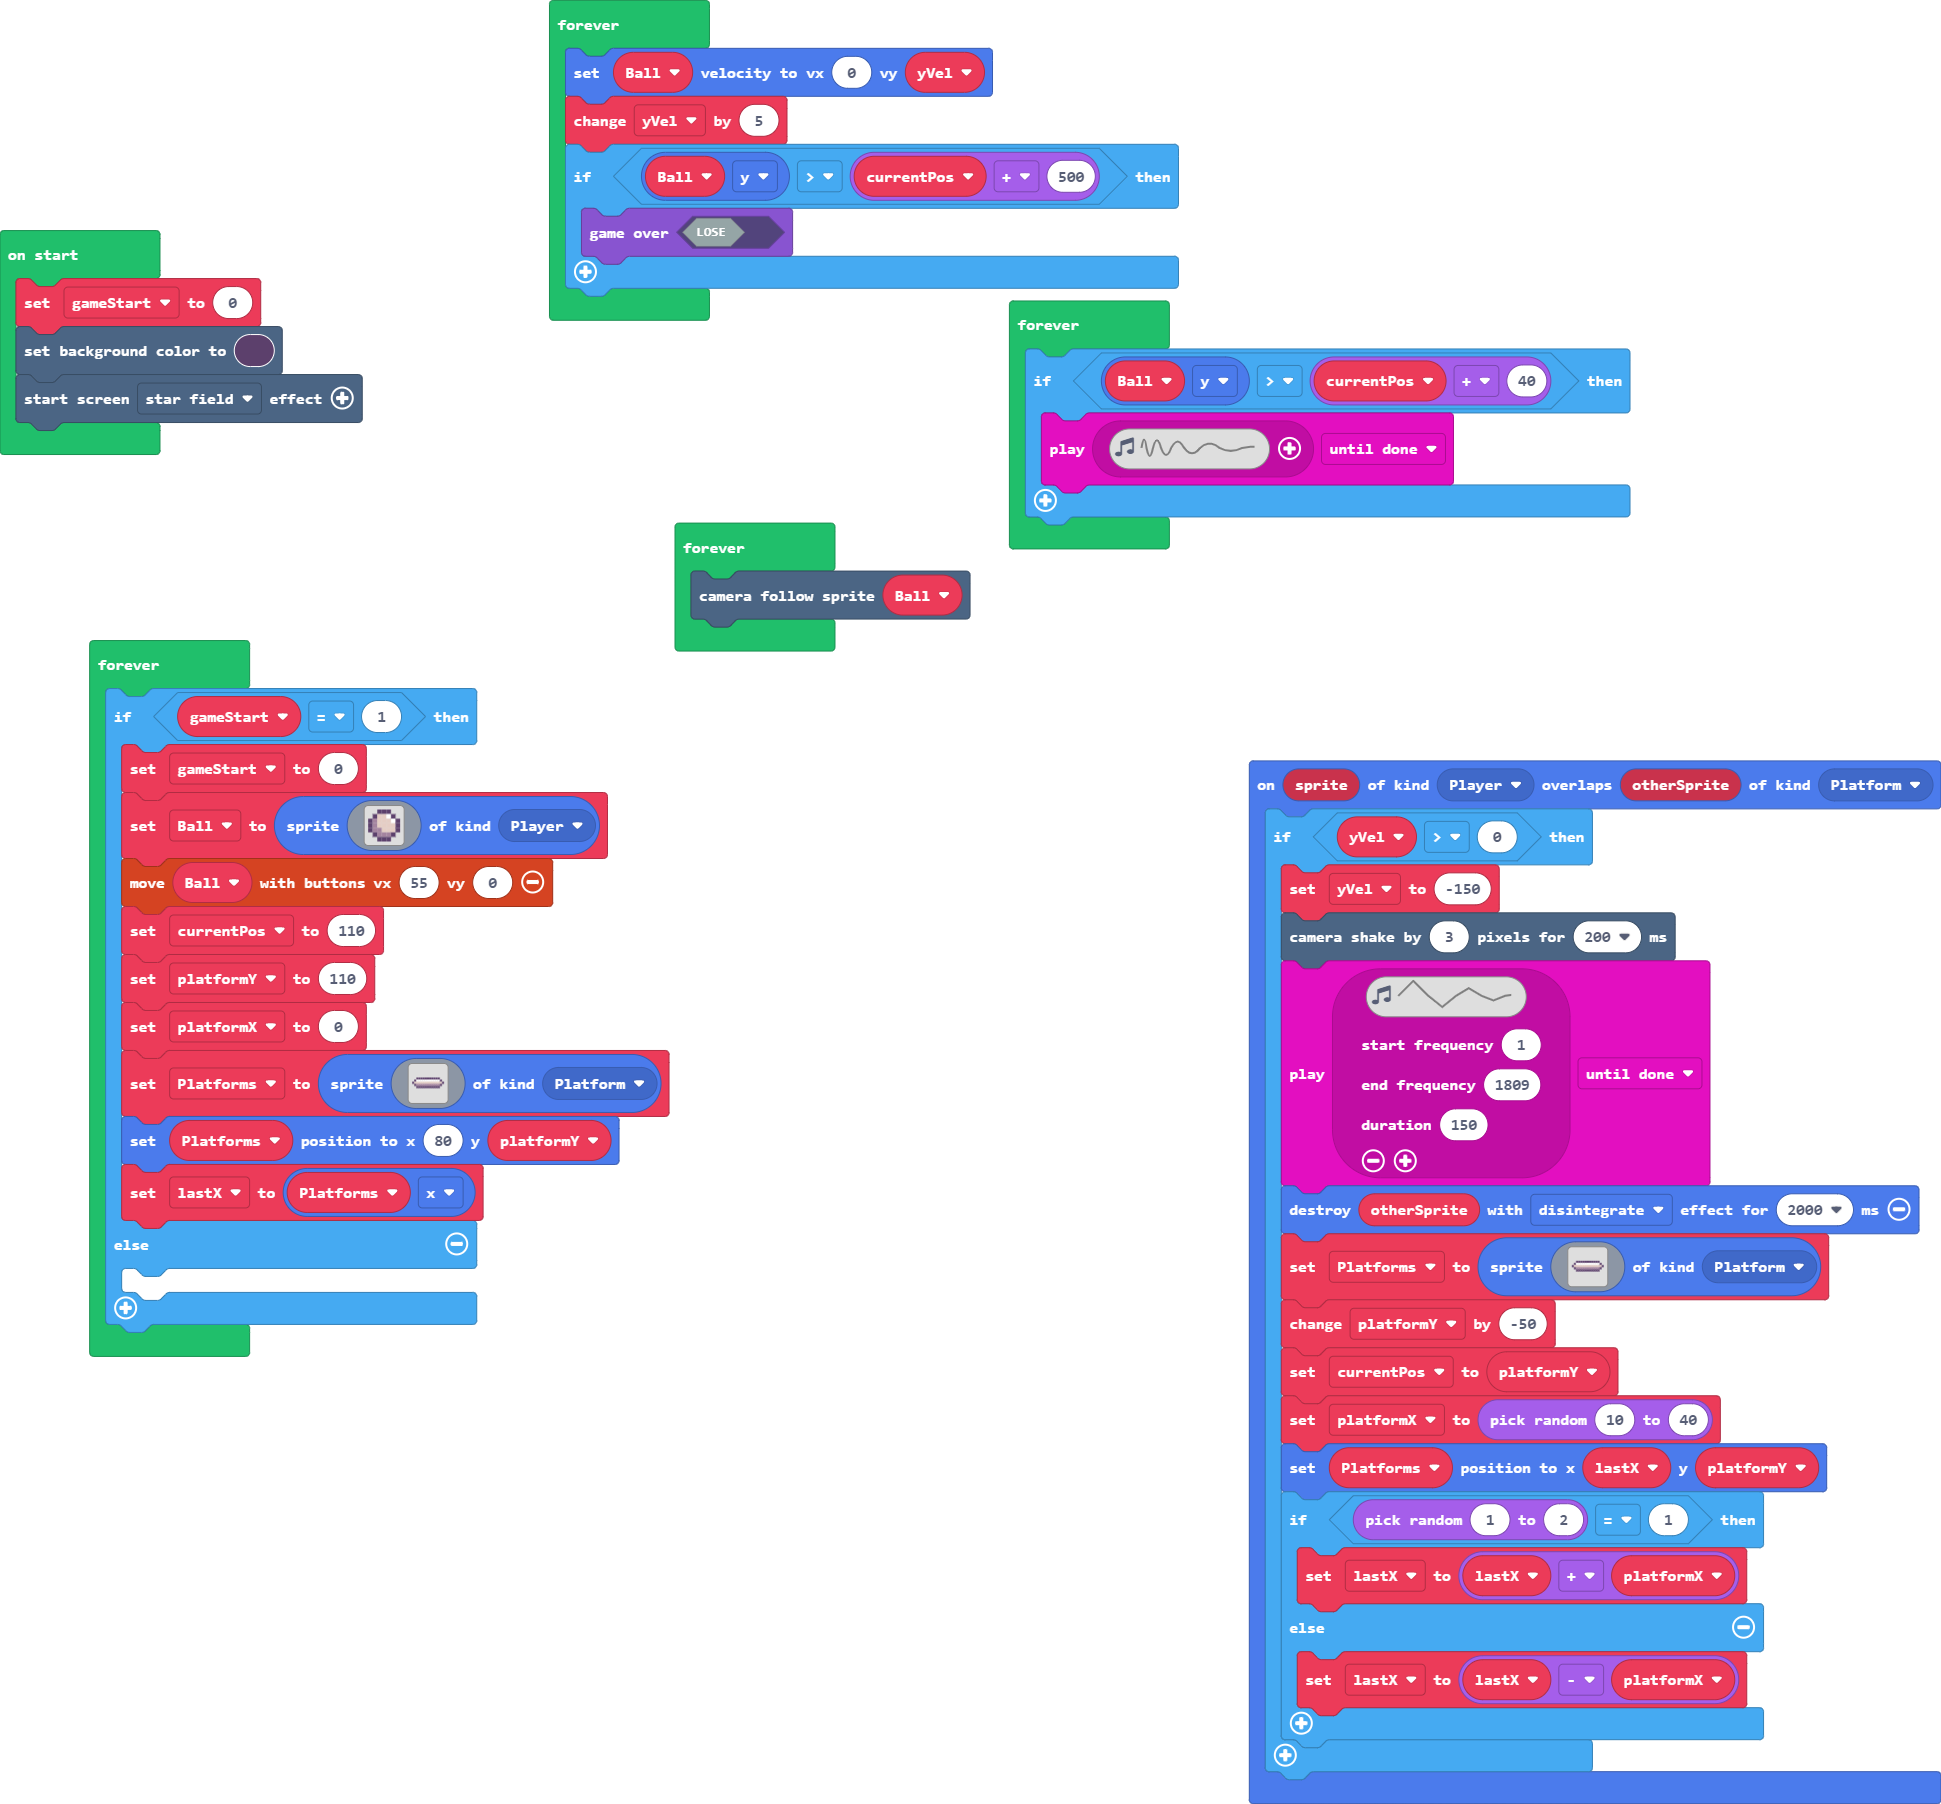 forever
set Ball velocity to vx 0 vy yVel
change yVel by 5
if Ball y > currentPos + 500 then
game over LOSE
on start
set gameStart to 0
set background color to
start screen star field effect
forever
if Ball y > currentPos + 40 then
play until done
forever
camera follow sprite Ball
forever
if gameStart = 1 then
set gameStart to 0
set Ball to sprite of kind Player
move Ball with buttons vx 55 vy 0
set currentPos to 110
set platformY to 110
set platformX to 0
set Platforms to sprite of kind Platform
set Platforms position to x 80 y platformY
set lastX to Platforms x
else
on sprite of kind Player overlaps otherSprite of kind Platform
if yVel > 0 then
set yVel to -150
camera shake by 3 pixels for 200 ms
start frequency 1
end frequency 1809
play until done
duration 150
destroy otherSprite with disintegrate effect for 2000 ms
set Platforms to sprite of kind Platform
change platformY by -50
set currentPos to platformY
set platformX to pick random 10 to 40
set Platforms position to x lastX y platformY
if pick random 1 to 2 = 1 then
set lastX to lastX + platformX
else
set lastX to lastX - platformX